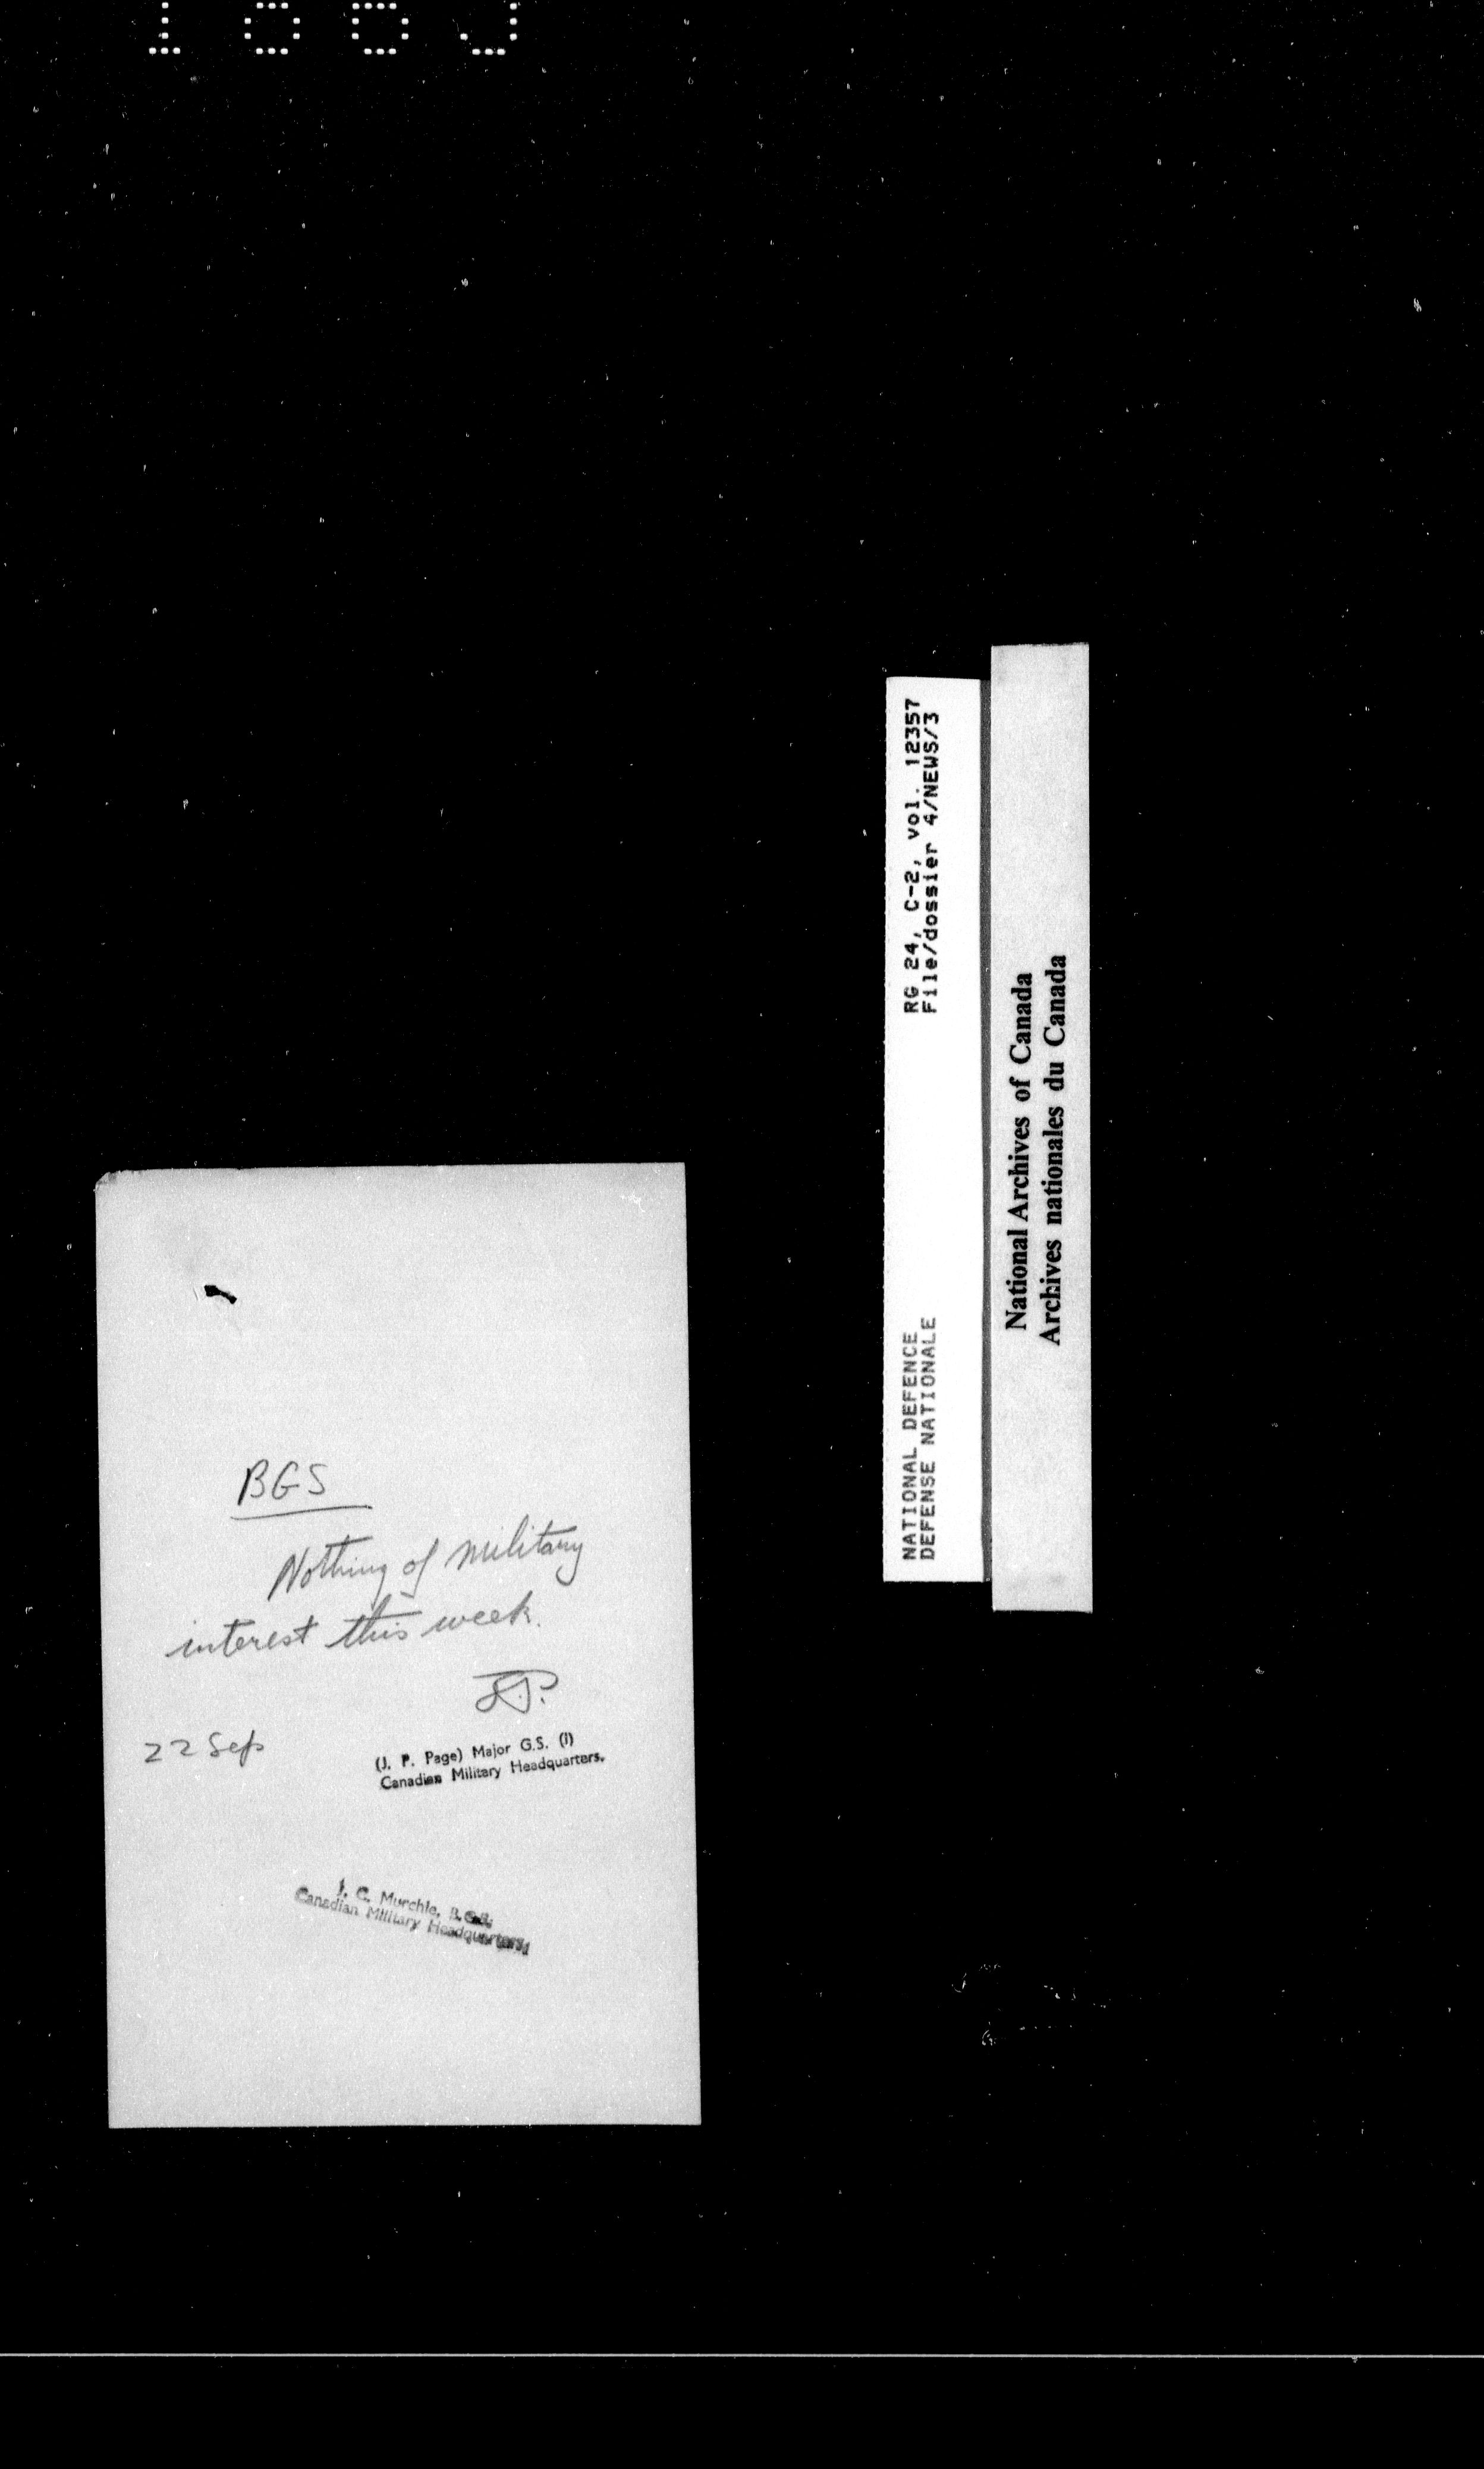 BGS
Nothing of military
interest this week.
J.P.
22 Sep
(J. P. Page) Major G.S. (I)
Canadian Military Headquarters.
J. C. Murchie, B.G.S.
Canadian Military Headquarters
RG 24, C-2, vol. 12357
File/dossier 4/NEWS/3
NATIONAL DEFENCE
DEFENSE NATIONALE
National Archives of Canada
Archives nationales du Canada